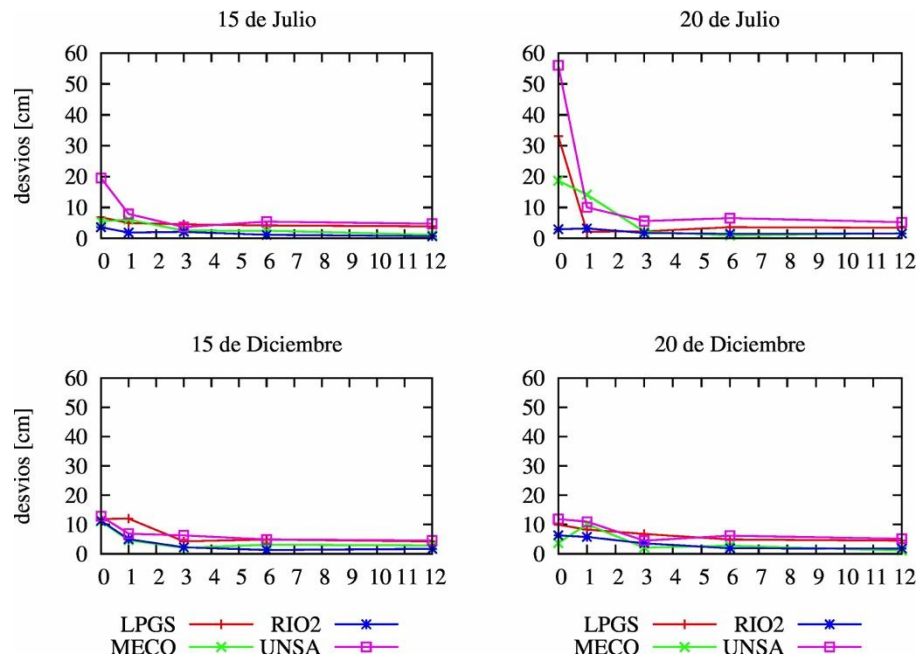 15 de Julio
60
50
40
30
20
10
0
desvios [cm]
0 1 2 3 4 5 6 7 8 9 10 11 12
20 de Julio
60
50
40
30
20
10
0
0 1 2 3 4 5 6 7 8 9 10 11 12
15 de Diciembre
60
50
40
30
20
10
0
desvios [cm]
0 1 2 3 4 5 6 7 8 9 10 11 12
20 de Diciembre
60
50
40
30
20
10
0
0 1 2 3 4 5 6 7 8 9 10 11 12
LPGS RIO2
MECO UNSA
LPGS RIO2
MECO UNSA